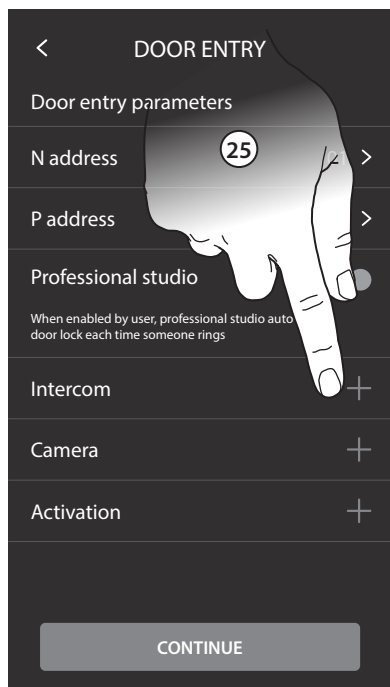 DOOR ENTRY
Door entry parameters
N address 21
25
P address
Professional studio
When enabled by user, professional studio auto
door lock each time someone rings
Intercom
Camera
Activation
CONTINUE